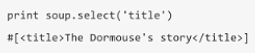 print soup.select('title')
#[<title>The Dormouse's story</title>]